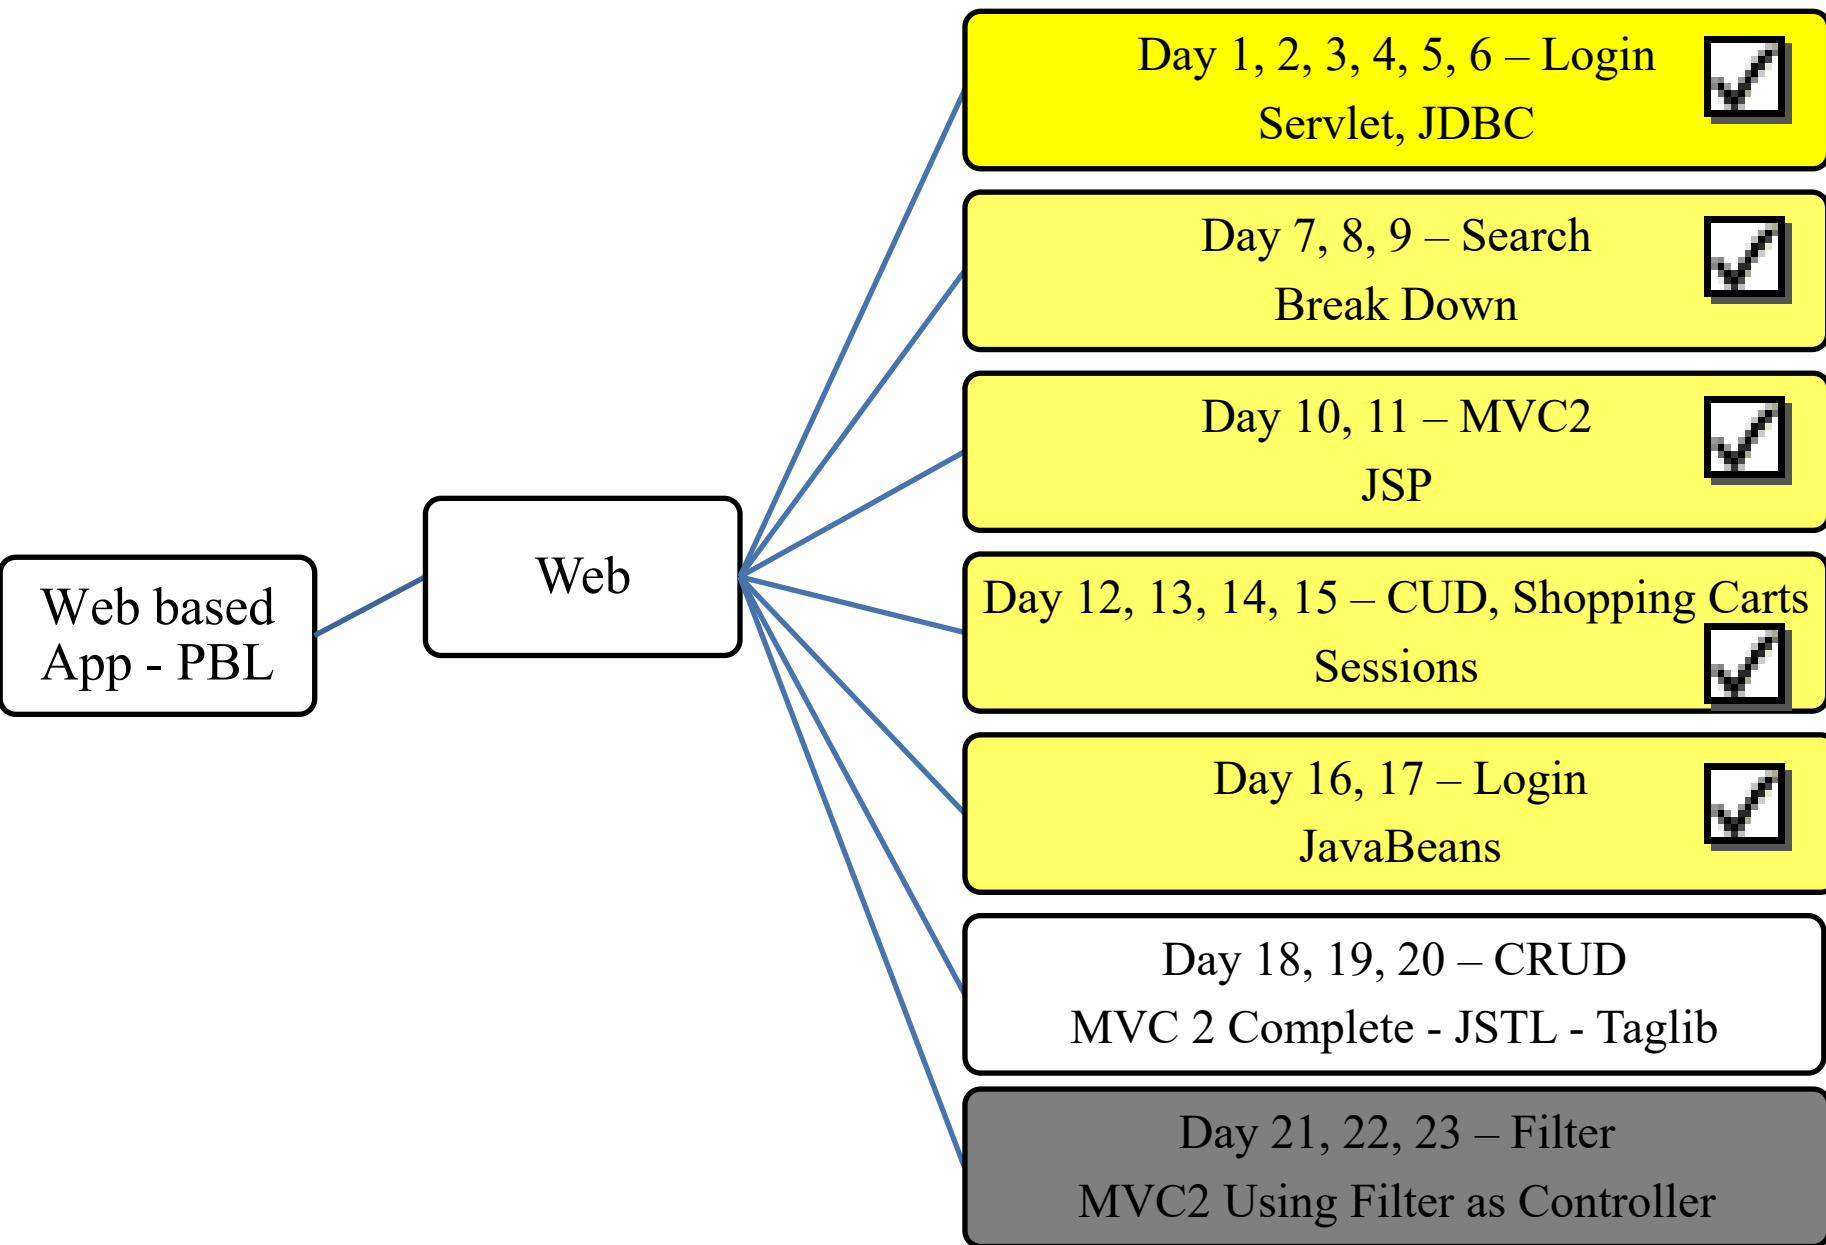 Web based
App - PBL
Web
Day 1, 2, 3, 4, 5, 6 – Login
Servlet, JDBC
Day 7, 8, 9 – Search
Break Down
Day 10, 11 – MVC2
JSP
Day 12, 13, 14, 15 – CUD, Shopping Carts
Sessions
Day 16, 17 – Login
JavaBeans
Day 18, 19, 20 – CRUD
MVC 2 Complete - JSTL - Taglib
Day 21, 22, 23 – Filter
MVC2 Using Filter as Controller